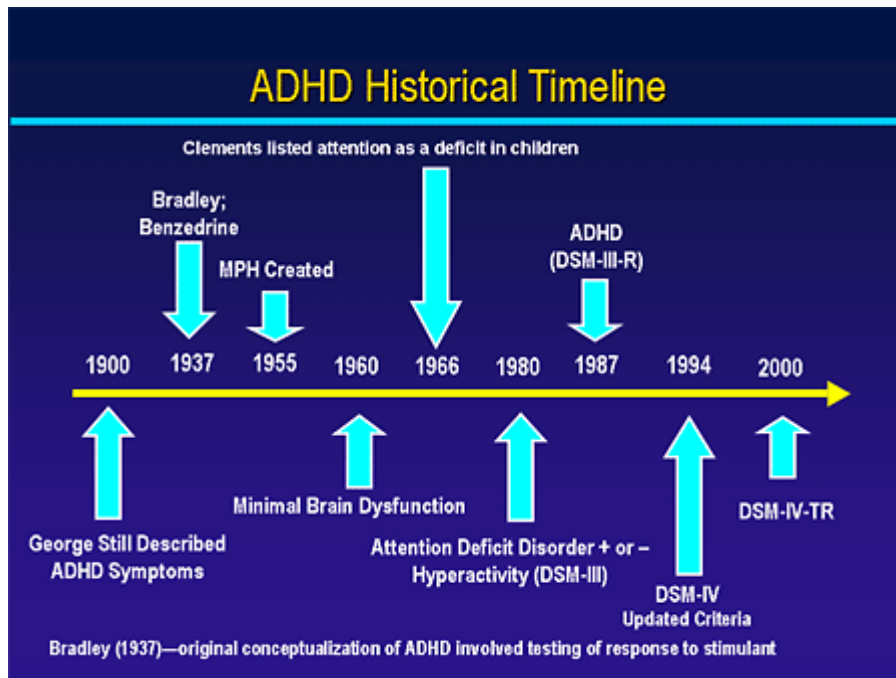 ADHD Historical Timeline
Clements listed attention as a deficit in children
Bradley;
Benzedrine
MPH Created
ADHD
(DSM-III-R)
1900 1937 1955 1960 1966 1980 1987 1994 2000
George Still Described
ADHD Symptoms
Minimal Brain Dysfunction
Attention Deficit Disorder + or –
Hyperactivity (DSM-III)
DSM-IV
Updated Criteria
DSM-IV-TR
Bradley (1937)—original conceptualization of ADHD involved testing of response to stimulant